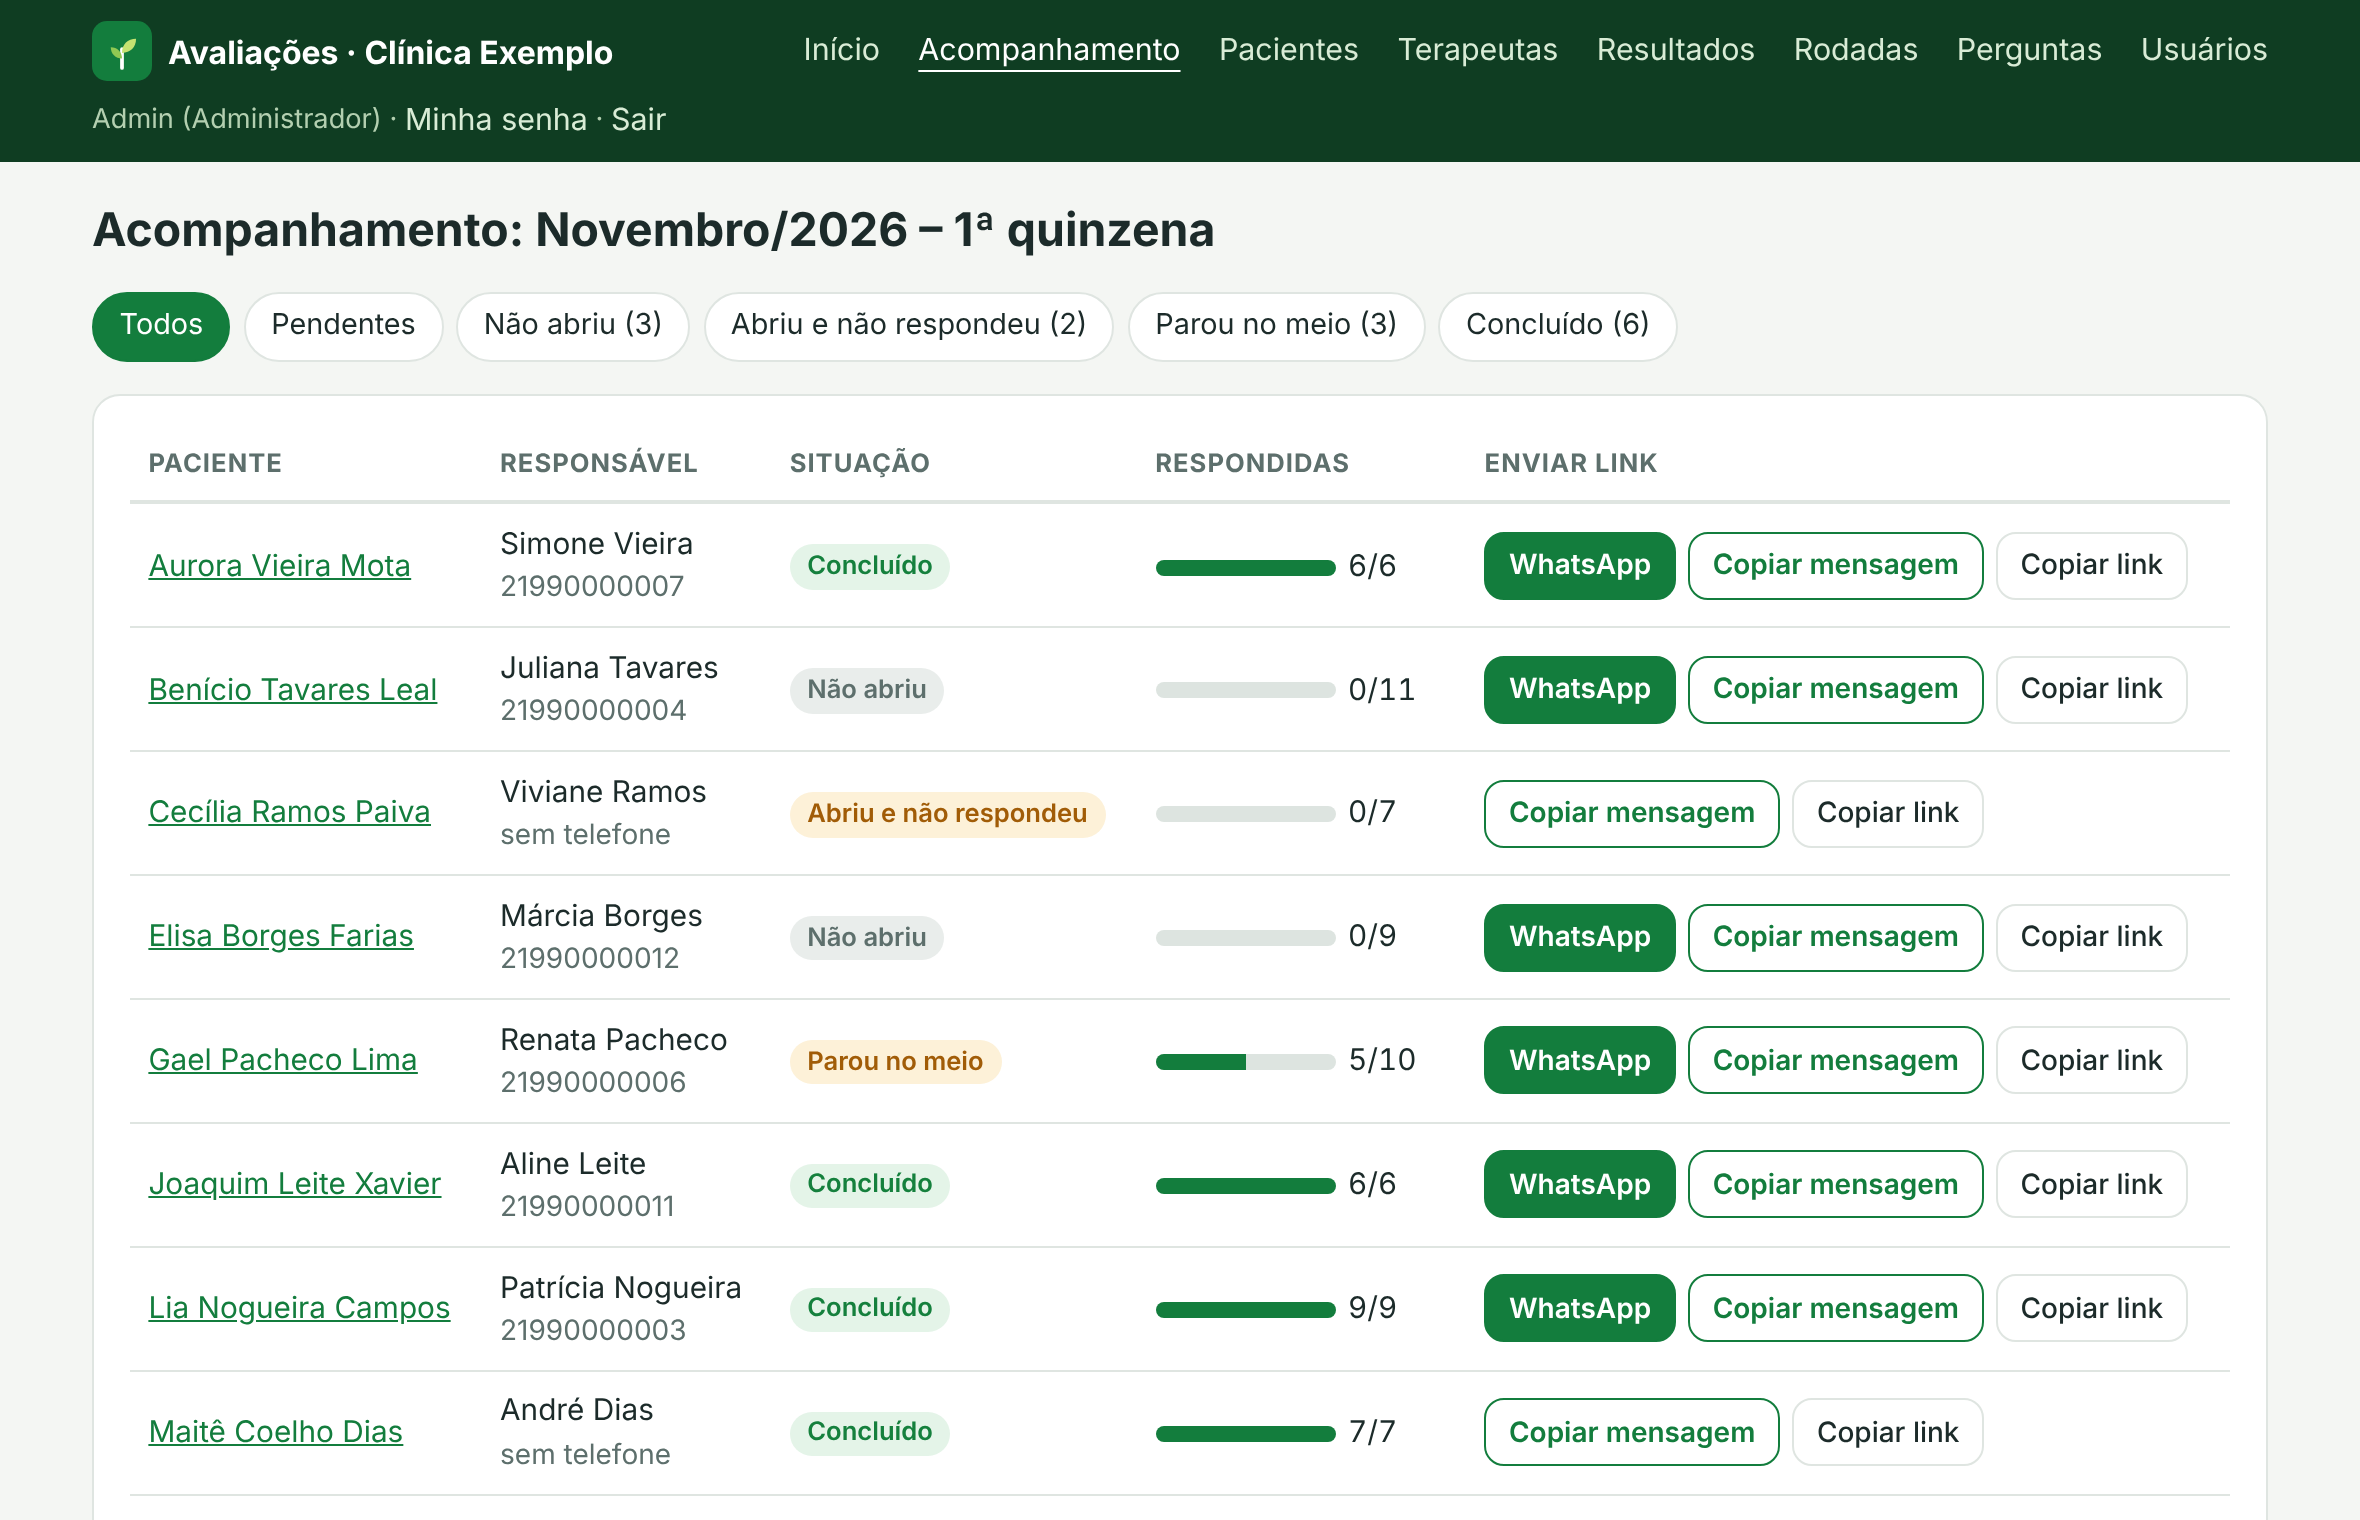 Avaliações · Clínica Exemplo
Início Acompanhamento Pacientes Terapeutas Resultados Rodadas Perguntas Usuários
Admin (Administrador) · Minha senha · Sair
Acompanhamento: Novembro/2026 – 1ª quinzena
Todos Pendentes Não abriu (3) Abriu e não respondeu (2) Parou no meio (3) Concluído (6)
PACIENTE RESPONSÁVEL SITUAÇÃO RESPONDIDAS ENVIAR LINK
Aurora Vieira Mota Simone Vieira Concluído 6/6 WhatsApp Copiar mensagem Copiar link
21990000007
Benício Tavares Leal Juliana Tavares Não abriu 0/11 WhatsApp Copiar mensagem Copiar link
21990000004
Cecília Ramos Paiva Viviane Ramos Abriu e não respondeu 0/7 Copiar mensagem Copiar link
sem telefone
Elisa Borges Farias Márcia Borges Não abriu 0/9 WhatsApp Copiar mensagem Copiar link
21990000012
Gael Pacheco Lima Renata Pacheco Parou no meio 5/10 WhatsApp Copiar mensagem Copiar link
21990000006
Joaquim Leite Xavier Aline Leite Concluído 6/6 WhatsApp Copiar mensagem Copiar link
21990000011
Lia Nogueira Campos Patrícia Nogueira Concluído 9/9 WhatsApp Copiar mensagem Copiar link
21990000003
Maitê Coelho Dias André Dias Concluído 7/7 Copiar mensagem Copiar link
sem telefone